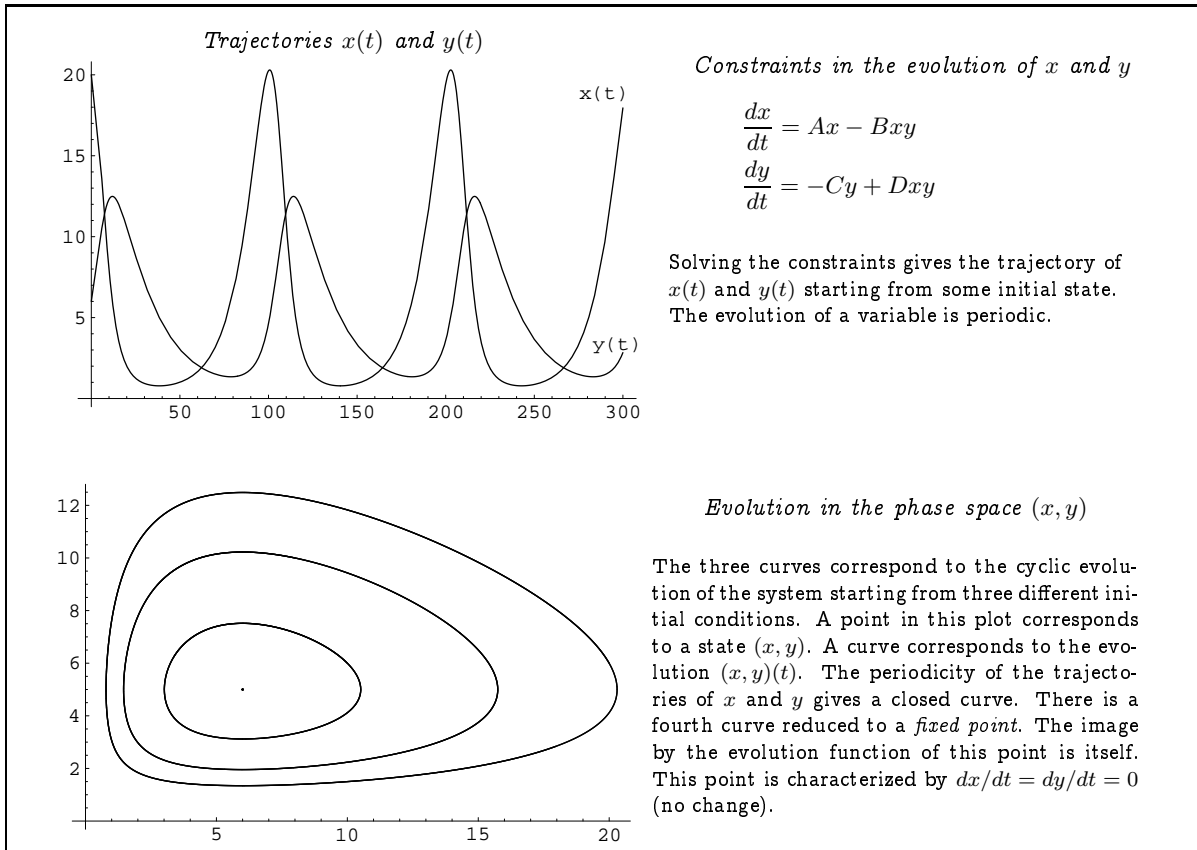 Trajectories x(t) and y(t)
20
15
10
5
50 100 150 200 250 300
x(t)
y(t)
Constraints in the evolution of x and y
dx/dt = Ax − Bxy
dy/dt = −Cy + Dxy
Solving the constraints gives the trajectory of
x(t) and y(t) starting from some initial state.
The evolution of a variable is periodic.
12
10
8
6
4
2
5 10 15 20
Evolution in the phase space (x, y)
The three curves correspond to the cyclic evolu-
tion of the system starting from three different ini-
tial conditions. A point in this plot corresponds
to a state (x, y). A curve corresponds to the evo-
lution (x, y)(t). The periodicity of the trajecto-
ries of x and y gives a closed curve. There is a
fourth curve reduced to a fixed point. The image
by the evolution function of this point is itself.
This point is characterized by dx/dt = dy/dt = 0
(no change).